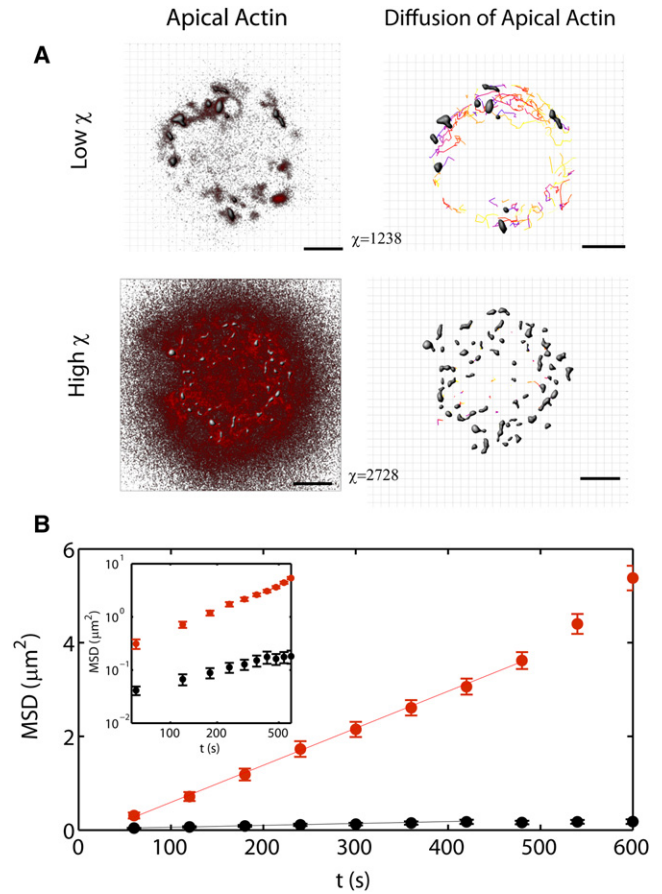 Apical Actin
Diffusion of Apical Actin
A
Low χ
χ=1238
High χ
χ=2728
B
6
4
2
0
MSD (μm²)
0 100 200 300 400 500 600
t (s)
10¹
10⁰
10⁻¹
10⁻²
MSD (μm²)
100 200 500
t (s)